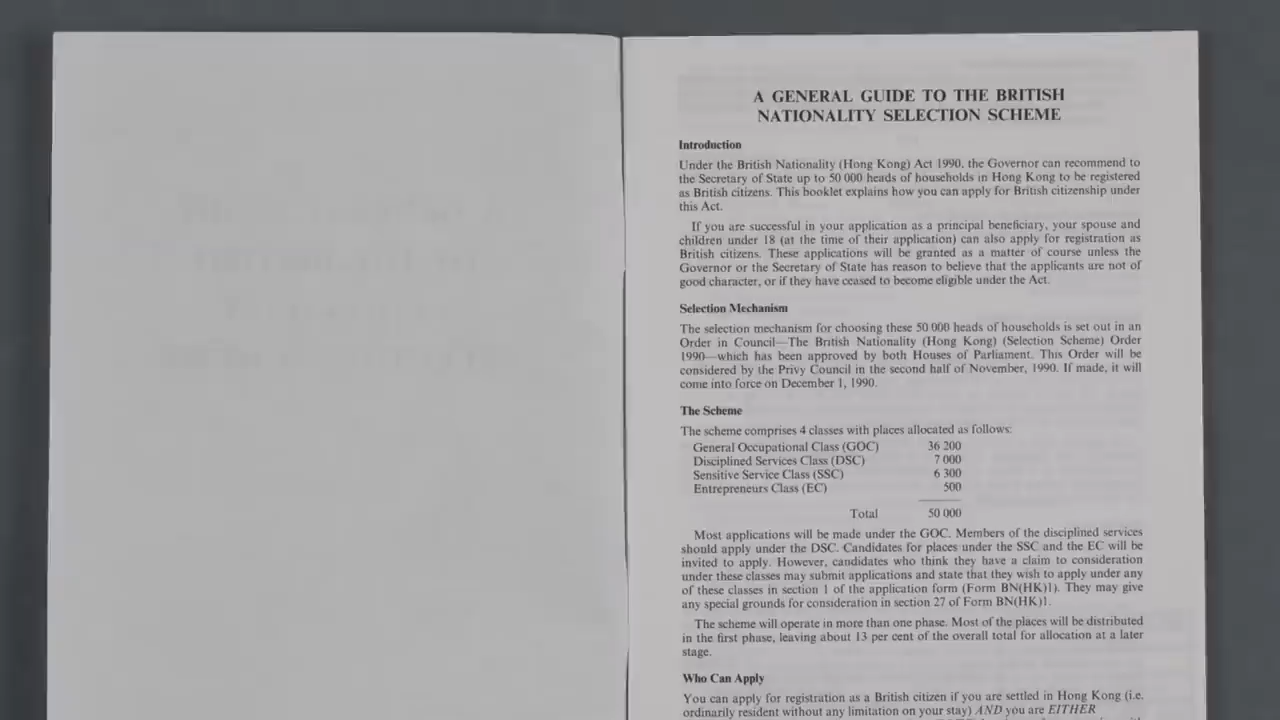 A GENERAL GUIDE TO THE BRITISH
NATIONALITY SELECTION SCHEME
Introduction
Under the British Nationality (Hong Kong) Act 1990, the Governor can recommend to
the Secretary of State up to 50 000 heads of households in Hong Kong to be registered
as British citizens. This booklet explains how you can apply for British citizenship under
this Act.
If you are successful in your application as a principal beneficiary, your spouse and
children under 18 (at the time of their application) can also apply for registration as
British citizens. These applications will be granted as a matter of course unless the
Governor or the Secretary of State has reason to believe that the applicants are not of
good character, or if they have ceased to become eligible under the Act.
Selection Mechanism
The selection mechanism for choosing these 50 000 heads of households is set out in an
Order in Council—The British Nationality (Hong Kong) (Selection Scheme) Order
1990—which has been approved by both Houses of Parliament. This Order will be
considered by the Privy Council in the second half of November, 1990. If made, it will
come into force on December 1, 1990.
The Scheme
The scheme comprises 4 classes with places allocated as follows:
General Occupational Class (GOC) 36 200
Disciplined Services Class (DSC) 7 000
Sensitive Service Class (SSC) 6 300
Entrepreneurs Class (EC) 500
Total 50 000
Most applications will be made under the GOC. Members of the disciplined services
should apply under the DSC. Candidates for places under the SSC and the EC will be
invited to apply. However, candidates who think they have a claim to consideration
under these classes may submit applications and state that they wish to apply under any
of these classes in section 1 of the application form (Form BN(HK)1). They may give
any special grounds for consideration in section 27 of Form BN(HK)1.
The scheme will operate in more than one phase. Most of the places will be distributed
in the first phase, leaving about 13 per cent of the overall total for allocation at a later
stage.
Who Can Apply
You can apply for registration as a British citizen if you are settled in Hong Kong (i.e.
ordinarily resident without any limitation on your stay) AND you are EITHER